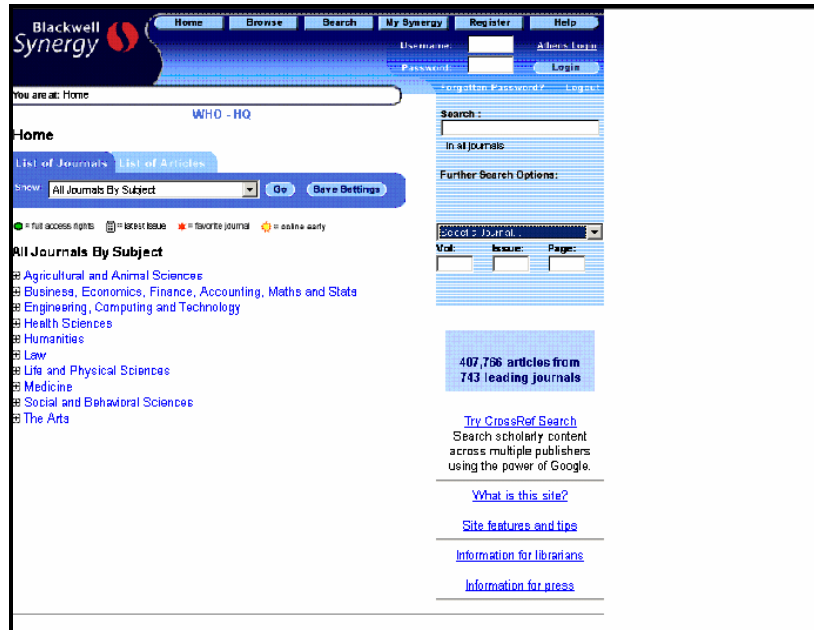 Blackwell
Synergy
Home Browse Search My Synergy Register Help
Username:
Athens Login
Password:
Login
Forgotten Password? Logout
You are at: Home
WHO - HQ
Home
List of Journals List of Articles
Show All Journals By Subject Go Save Settings
= full access rights = latest issue = favorite journal = online early
All Journals By Subject
Agricultural and Animal Sciences
Business, Economics, Finance, Accounting, Maths and Stats
Engineering, Computing and Technology
Health Sciences
Humanities
Law
Life and Physical Sciences
Medicine
Social and Behavioral Sciences
The Arts
Search :
In all journals
Further Search Options:
Select a Journal...
Vol: Issue: Page:
407,766 articles from
743 leading journals
Try CrossRef Search
Search scholarly content
across multiple publishers
using the power of Google.
What is this site?
Site features and tips
Information for librarians
Information for press